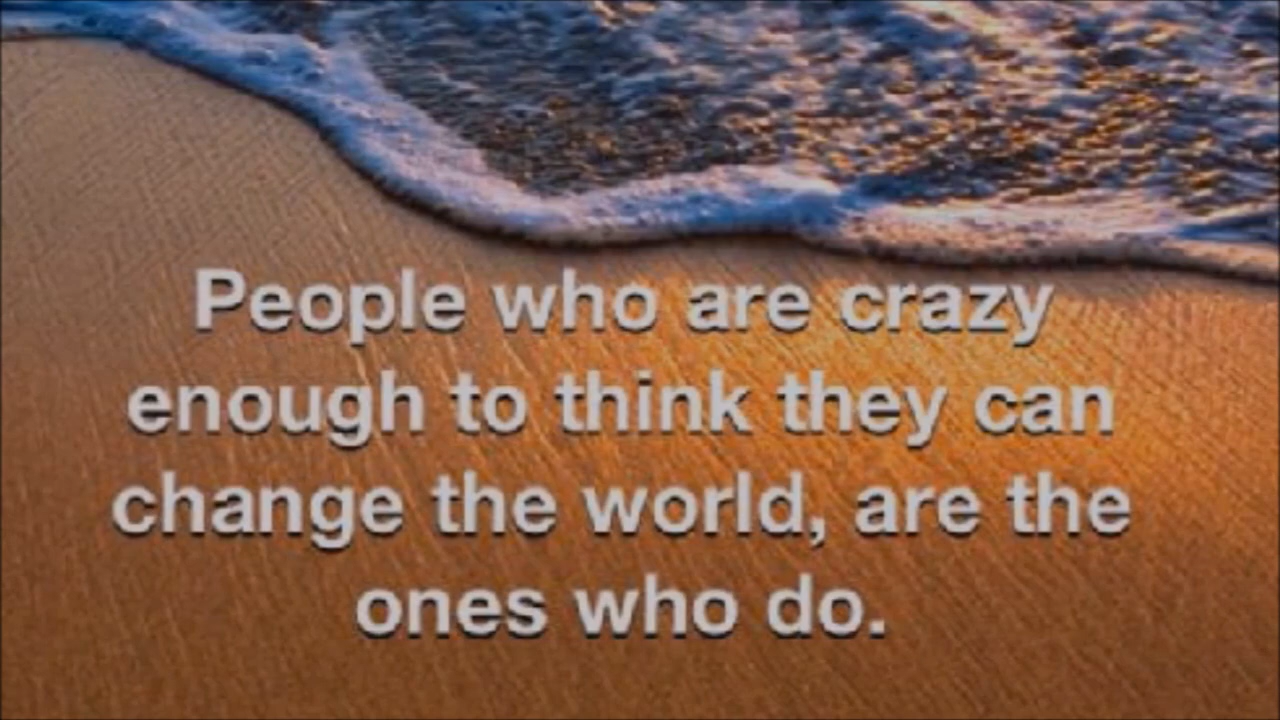 People who are crazy
enough to think they can
change the world, are the
ones who do.